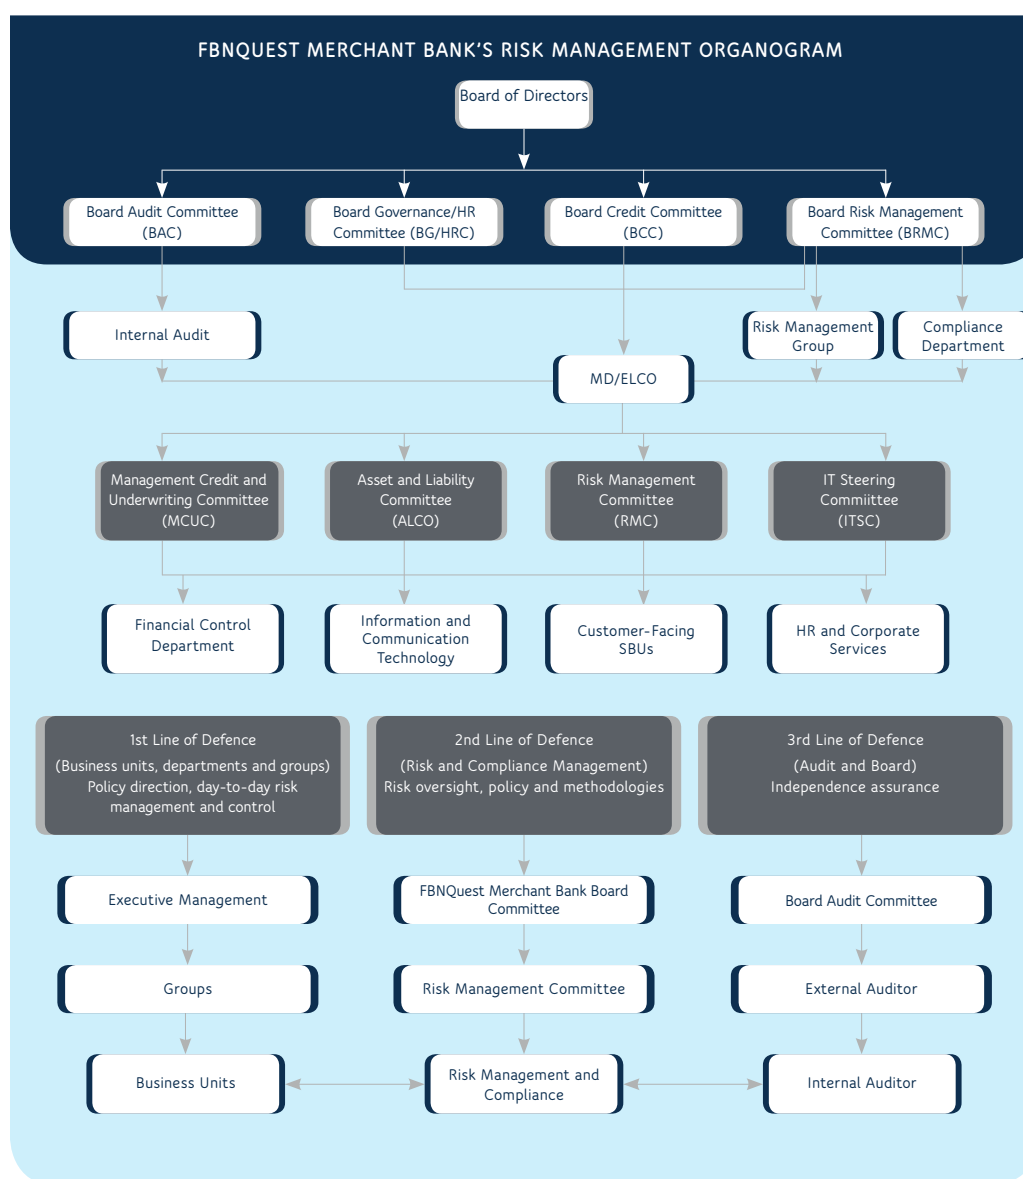 FBNQUEST MERCHANT BANK'S RISK MANAGEMENT ORGANOGRAM
Board of Directors
Board Audit Committee
(BAC)
Board Governance/HR
Committee (BG/HRC)
Board Credit Committee
(BCC)
Board Risk Management
Committee (BRMC)
Internal Audit
Risk Management
Group
Compliance
Department
MD/ELCO
Management Credit and
Underwriting Committee
(MCUC)
Asset and Liability
Committee
(ALCO)
Risk Management
Committee
(RMC)
IT Steering
Commiittee
(ITSC)
Financial Control
Department
Information and
Communication
Technology
Customer-Facing
SBUs
HR and Corporate
Services
1st Line of Defence
(Business units, departments and groups)
Policy direction, day-to-day risk
management and control
2nd Line of Defence
(Risk and Compliance Management)
Risk oversight, policy and methodologies
3rd Line of Defence
(Audit and Board)
Independence assurance
Executive Management
FBNQuest Merchant Bank Board
Committee
Board Audit Committee
Groups
Risk Management Committee
External Auditor
Business Units
Risk Management and
Compliance
Internal Auditor